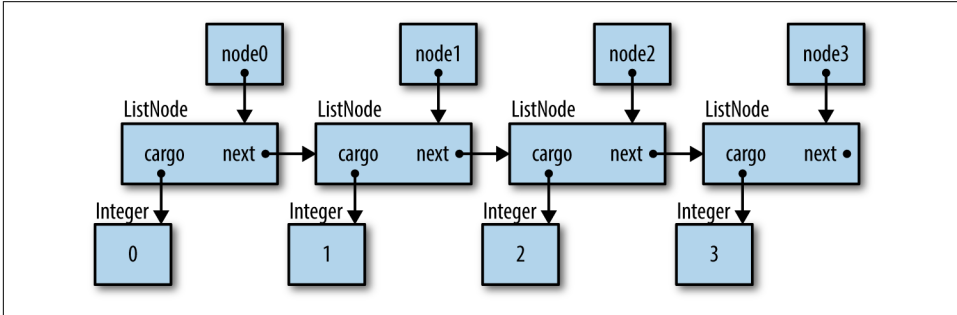 node0 node1 node2 node3
ListNode ListNode ListNode ListNode
cargo next cargo next cargo next cargo next
Integer Integer Integer Integer
0 1 2 3